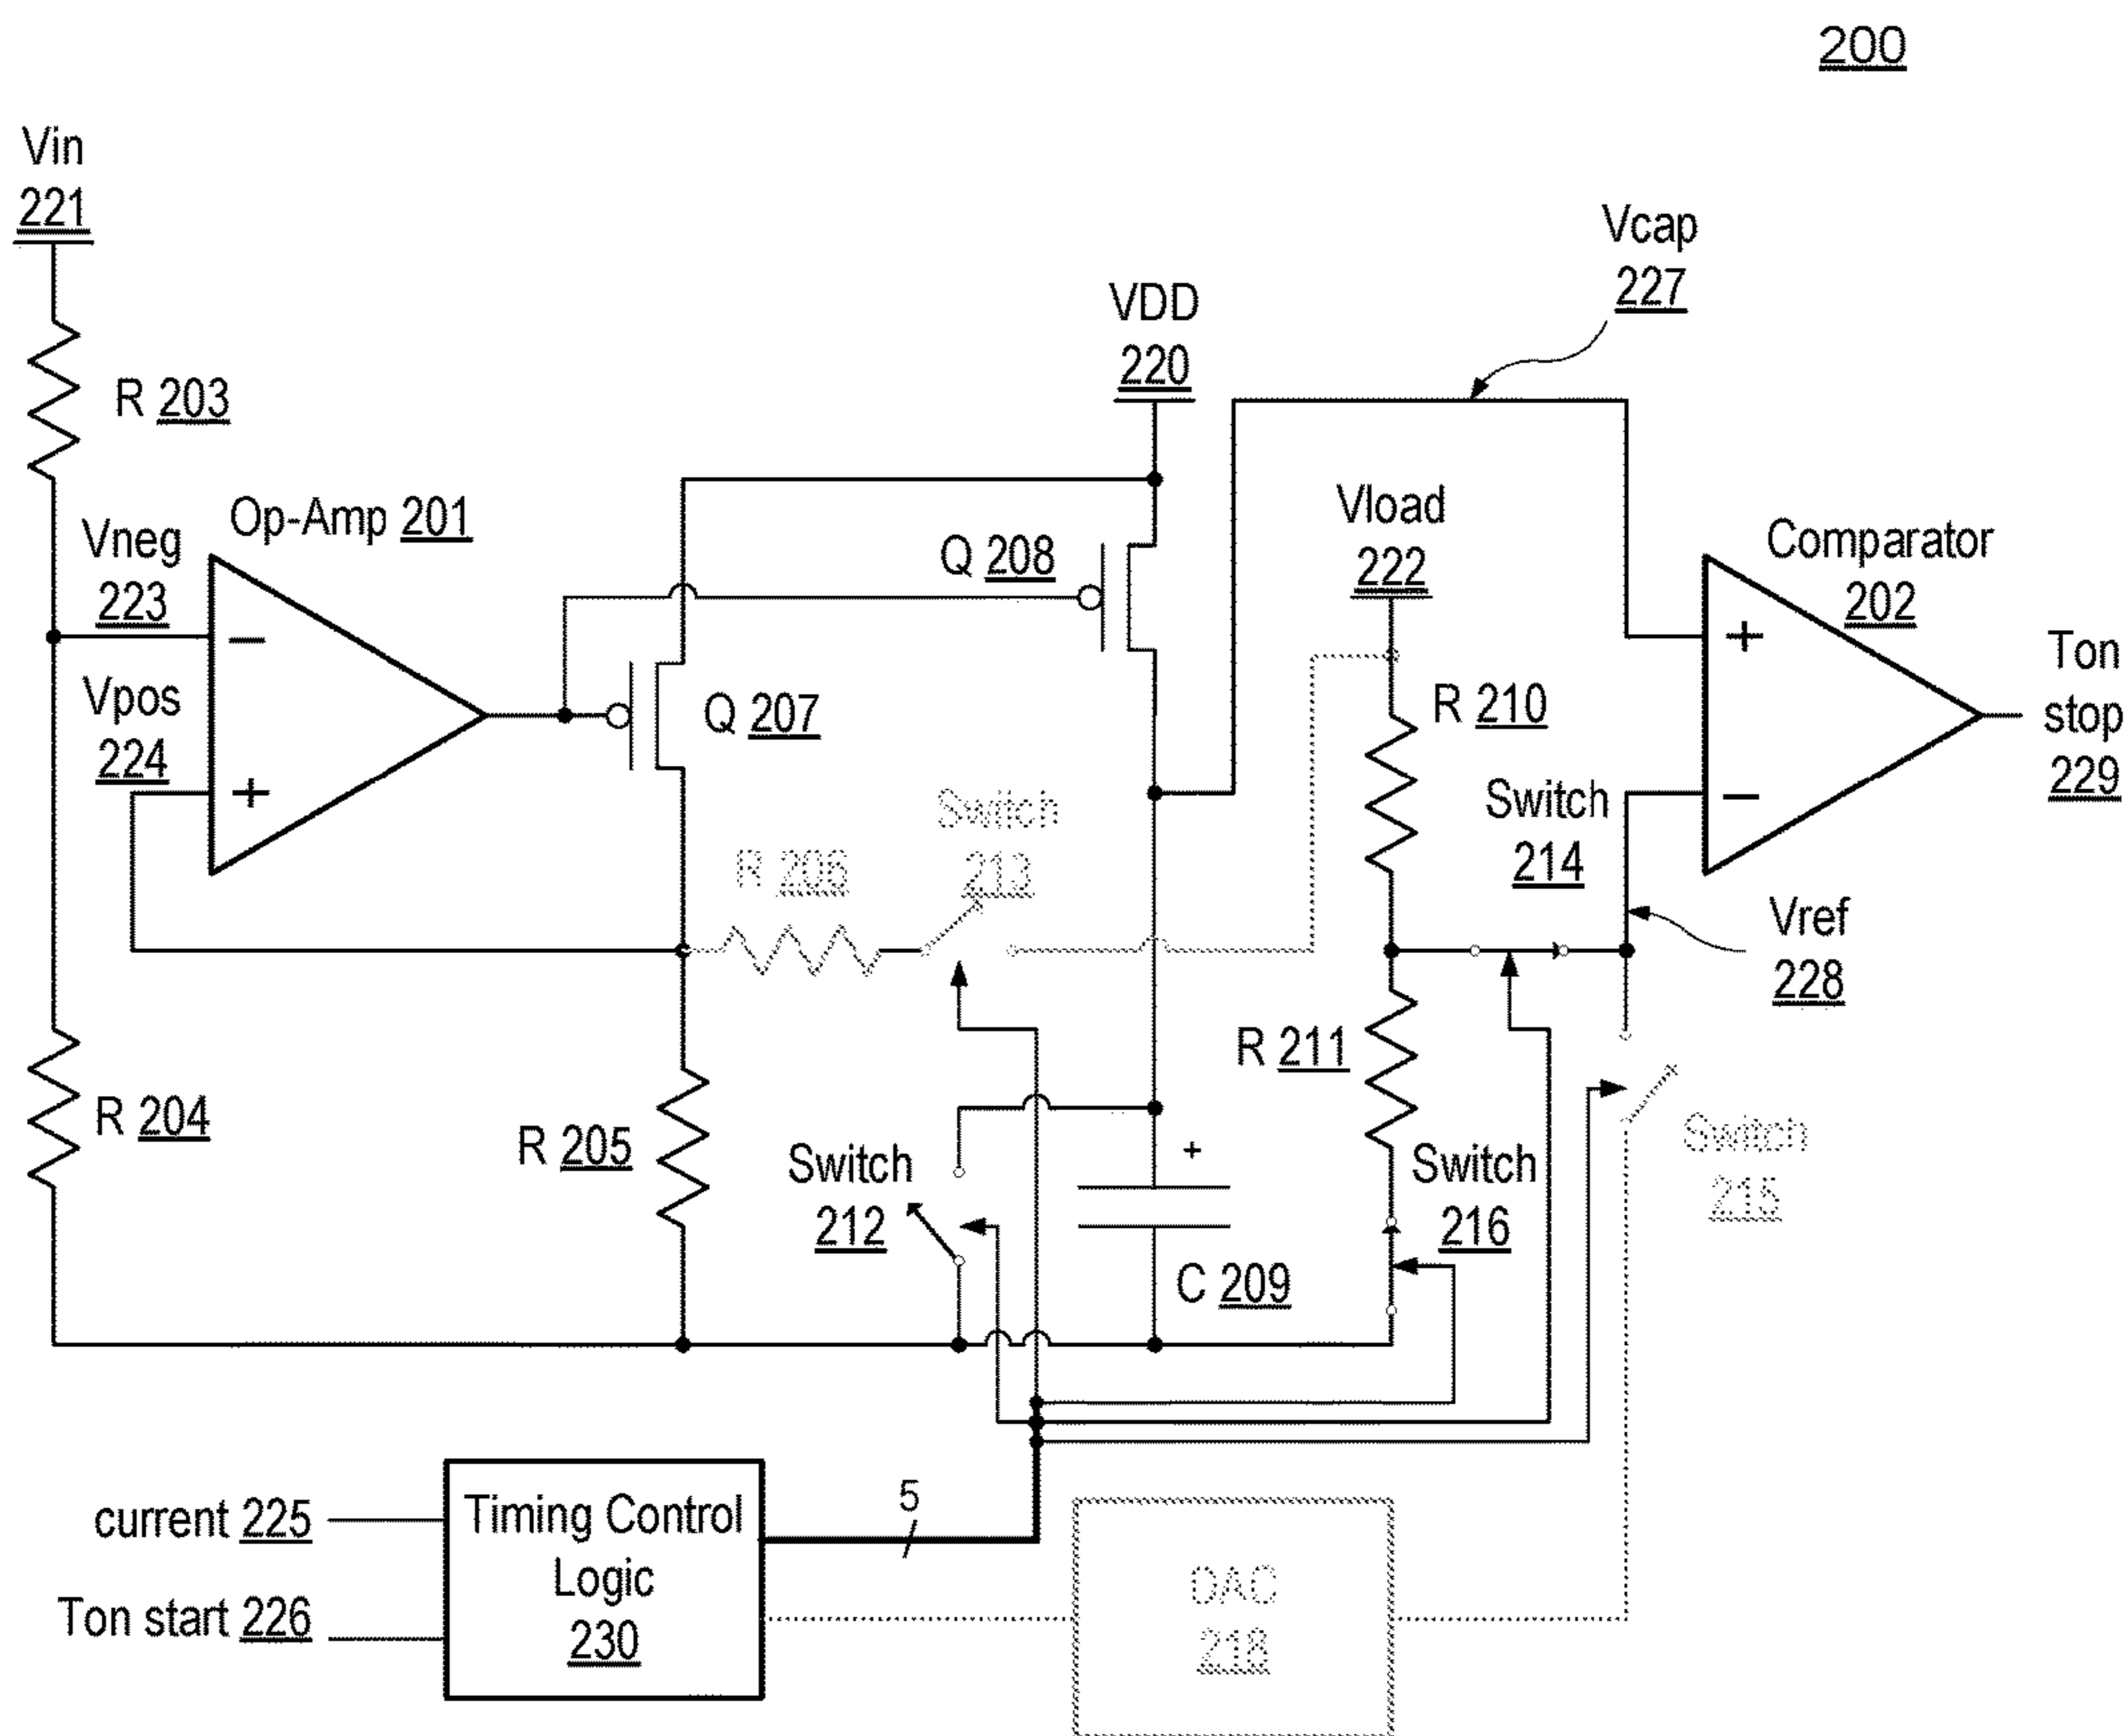 200
Vin
221
Vcap
227
VDD
220
R 203
Op-Amp 201
Vload
222
Comparator
202
Vneg
223
Q 208
+
−
Ton
stop
229
Vpos
224
+
−
Q 207
R 210
Switch
214
Switch
213
R 206
Vref
228
R 211
R 204
R 205
Switch
212
+
C 209
Switch
216
Switch
215
current 225
Ton start 226
Timing Control
Logic
230
5
DAC
218